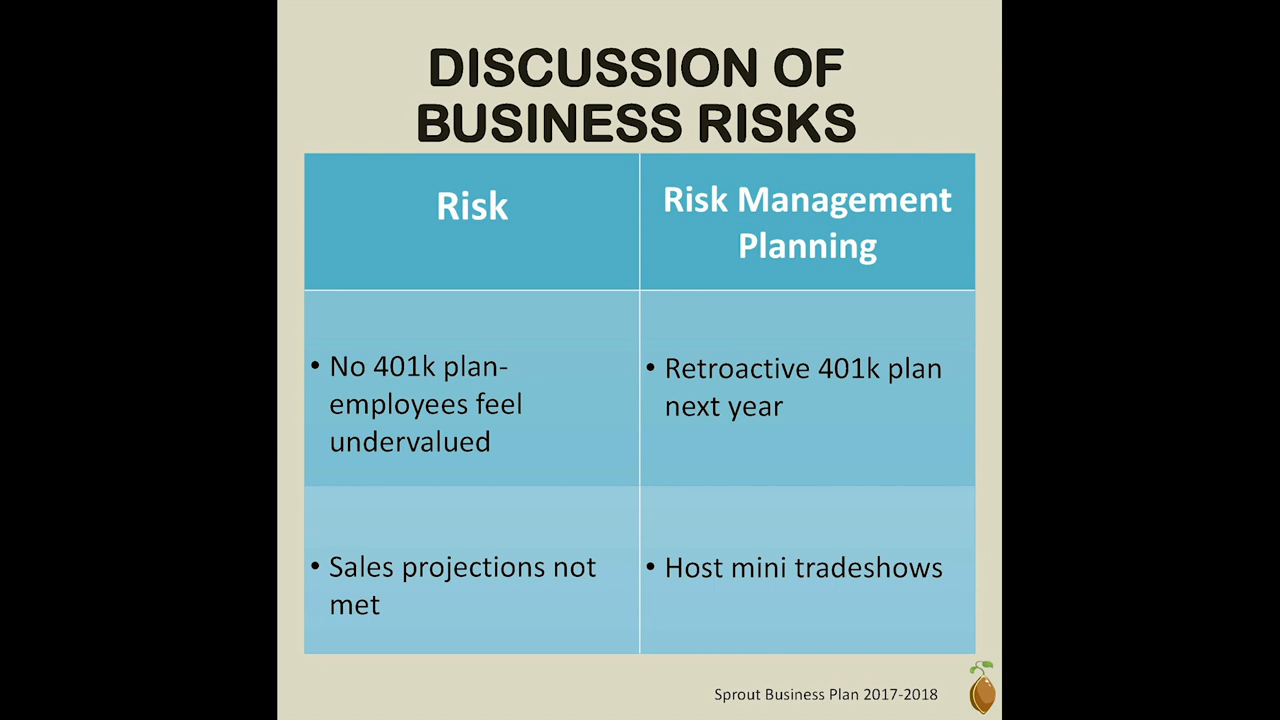 DISCUSSION OF
BUSINESS RISKS
Risk
Risk Management
Planning
• No 401k plan-
employees feel
undervalued
• Retroactive 401k plan
next year
• Sales projections not
met
• Host mini tradeshows
Sprout Business Plan 2017-2018